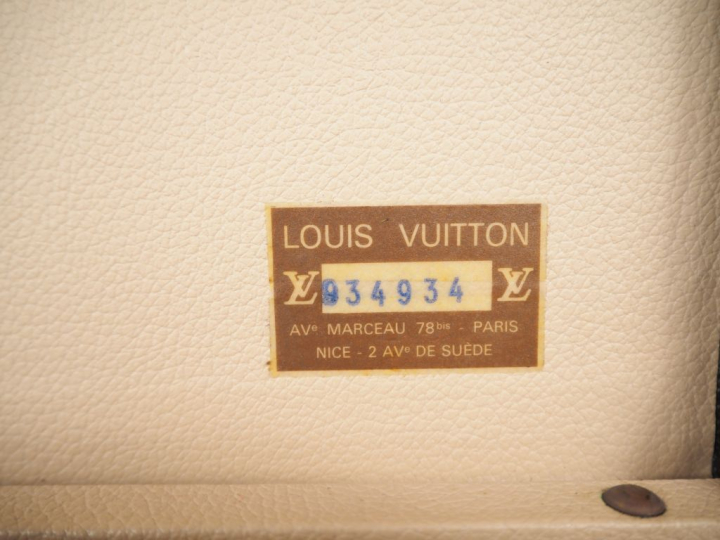 LOUIS VUITTON
LV 934934 LV
AVe MARCEAU 78bis - PARIS
NICE - 2 AVe DE SUÈDE